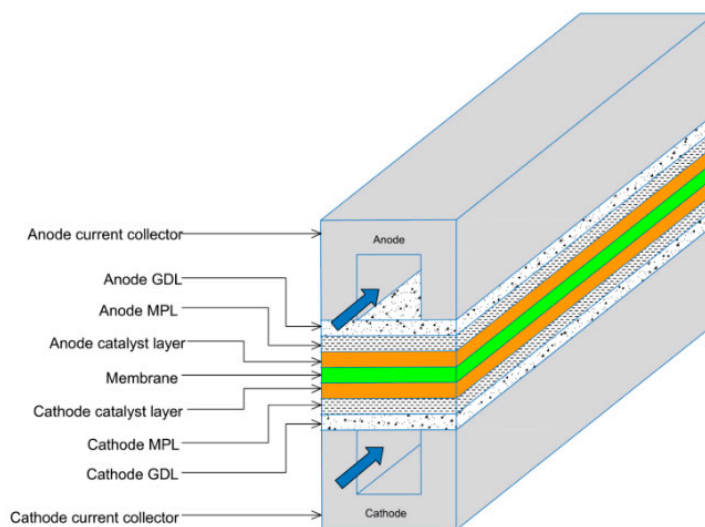 Anode current collector
Anode
Anode GDL
Anode MPL
Anode catalyst layer
Membrane
Cathode catalyst layer
Cathode MPL
Cathode GDL
Cathode
Cathode current collector